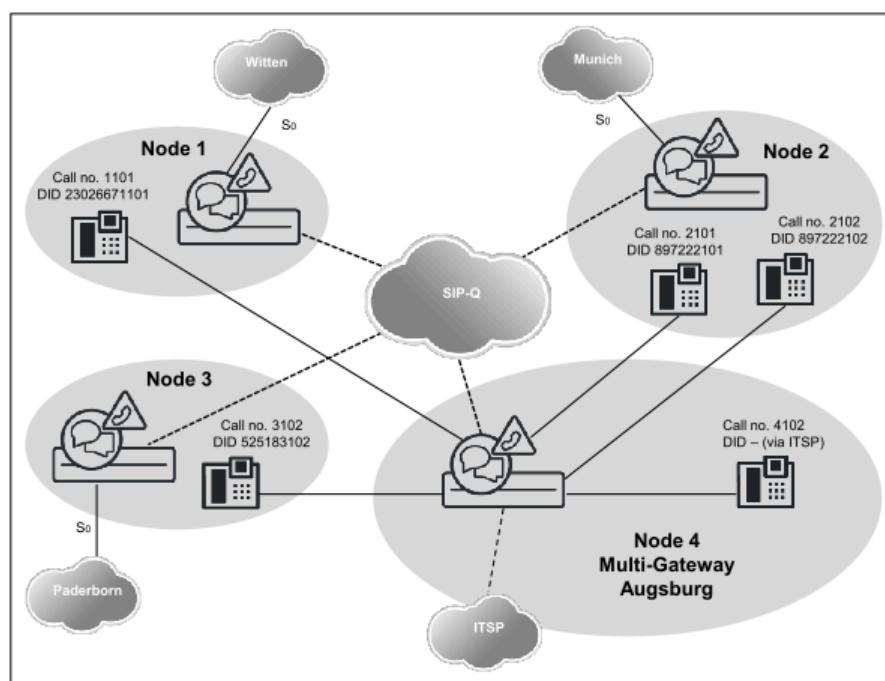 Witten
Munich
S0
S0
Node 1
Call no. 1101
DID 23026671101
Node 2
Call no. 2102
DID 897222102
Call no. 2101
DID 897222101
SIP-Q
Node 3
Call no. 3102
DID 525183102
Call no. 4102
DID – (via ITSP)
S0
Node 4
Multi-Gateway
Augsburg
Paderborn
ITSP